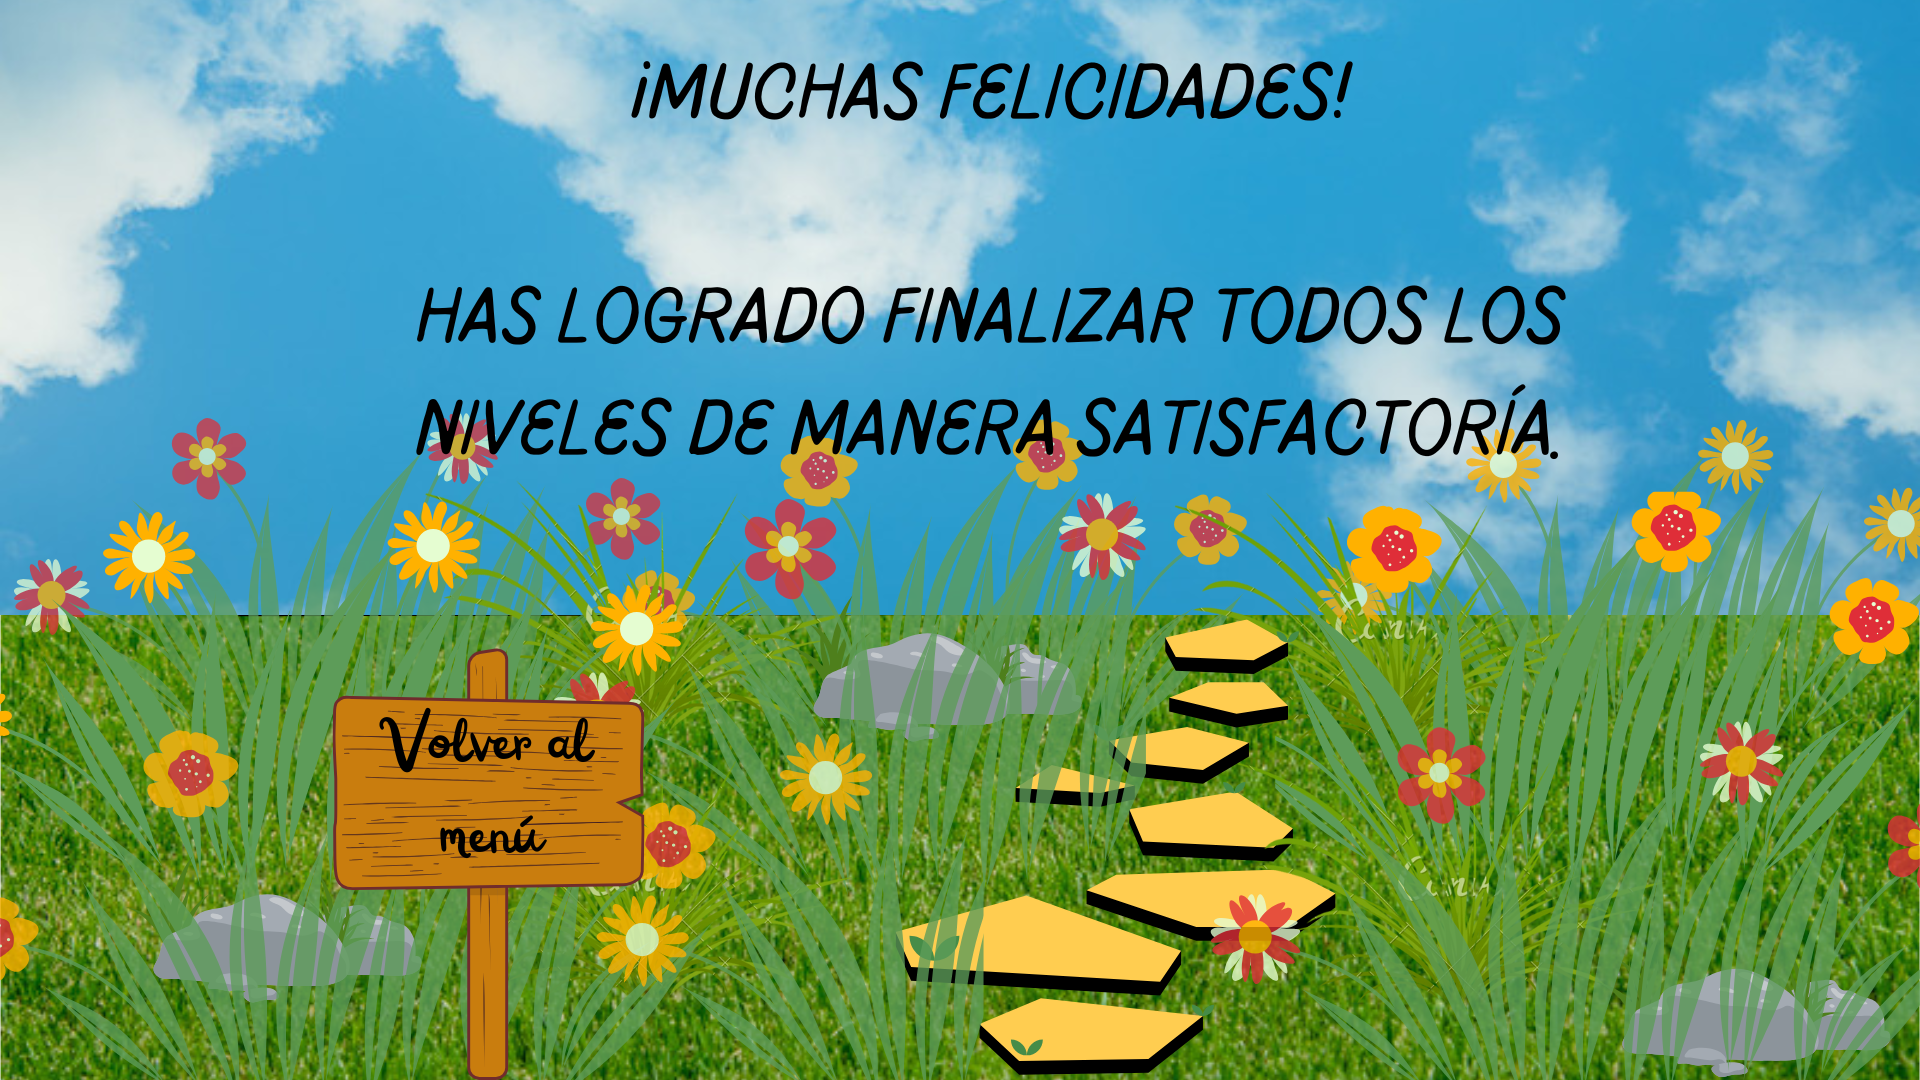 ¡MUCHAS FELICIDADES!
HAS LOGRADO FINALIZAR TODOS LOS
NIVELES DE MANERA SATISFACTORÍA.
Volver al
menú